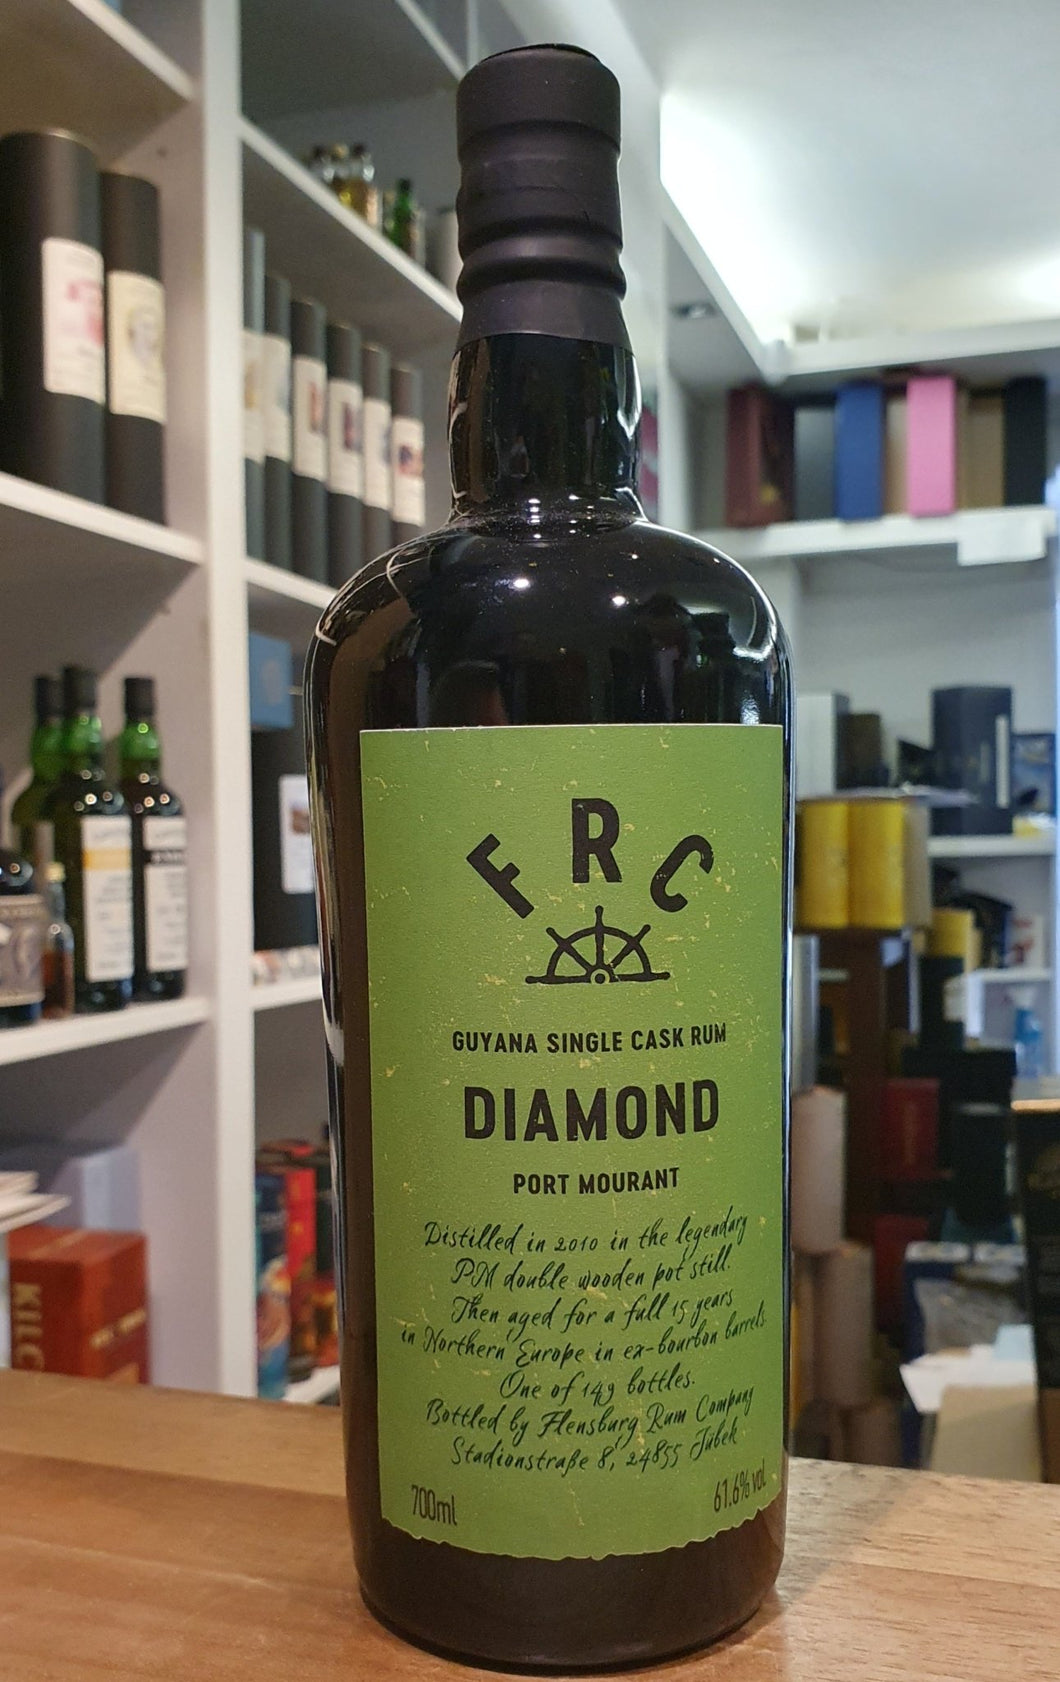 F R C
GUYANA SINGLE CASK RUM
DIAMOND
PORT MOURANT
Distilled in 2010 in the legendary
PM double wooden pot still.
Then aged for a full 15 years
in Northern Europe in ex-bourbon barrels.
One of 149 bottles.
Bottled by Flensburg Rum Company
Stadionstraße 8, 24855 Jübek
700ml
61.6% vol
KILC